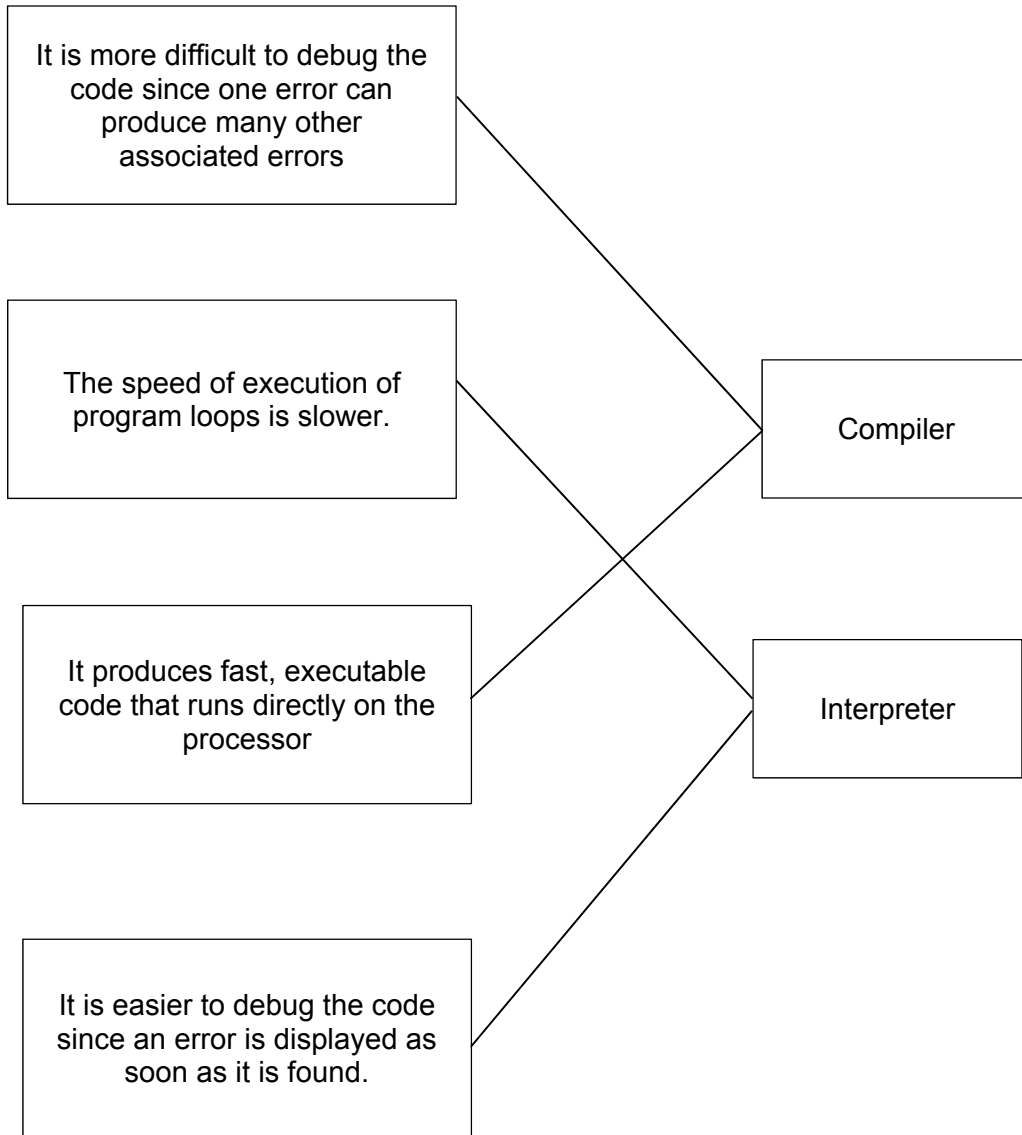 It is more difficult to debug the
code since one error can
produce many other
associated errors
The speed of execution of
program loops is slower.
Compiler
It produces fast, executable
code that runs directly on the
processor
Interpreter
It is easier to debug the code
since an error is displayed as
soon as it is found.